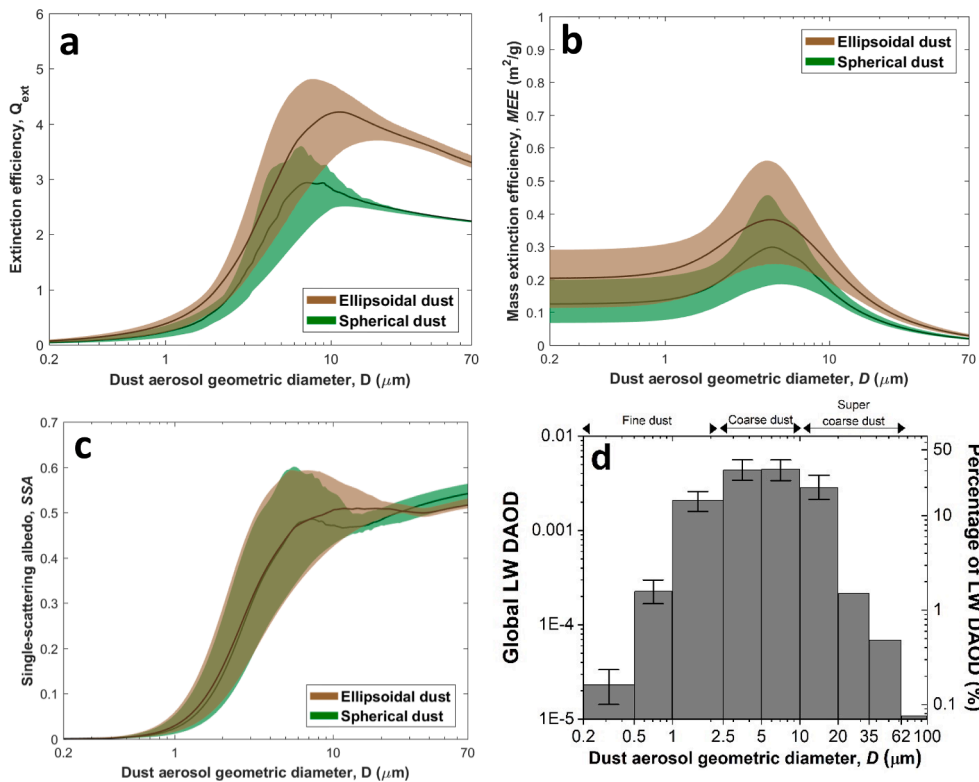 a
6
5
4
3
2
1
0
Extinction efficiency, Q_ext
Ellipsoidal dust
Spherical dust
0.2 1 10 70
Dust aerosol geometric diameter, D (μm)
b
1
0.9
0.8
0.7
0.6
0.5
0.4
0.3
0.2
0.1
0
Mass extinction efficiency, MEE (m²/g)
Ellipsoidal dust
Spherical dust
0.2 1 10 70
Dust aerosol geometric diameter, D (μm)
c
0.7
0.6
0.5
0.4
0.3
0.2
0.1
0
Single-scattering albedo, SSA
Ellipsoidal dust
Spherical dust
0.2 1 10 70
Dust aerosol geometric diameter, D (μm)
Fine dust
Coarse dust
Super
coarse dust
d
0.01
0.001
1E-4
1E-5
Global LW DAOD
50
10
1
0.1
Percentage of LW DAOD (%)
0.2 0.5 1 2.5 5 10 20 35 62 100
Dust aerosol geometric diameter, D (μm)